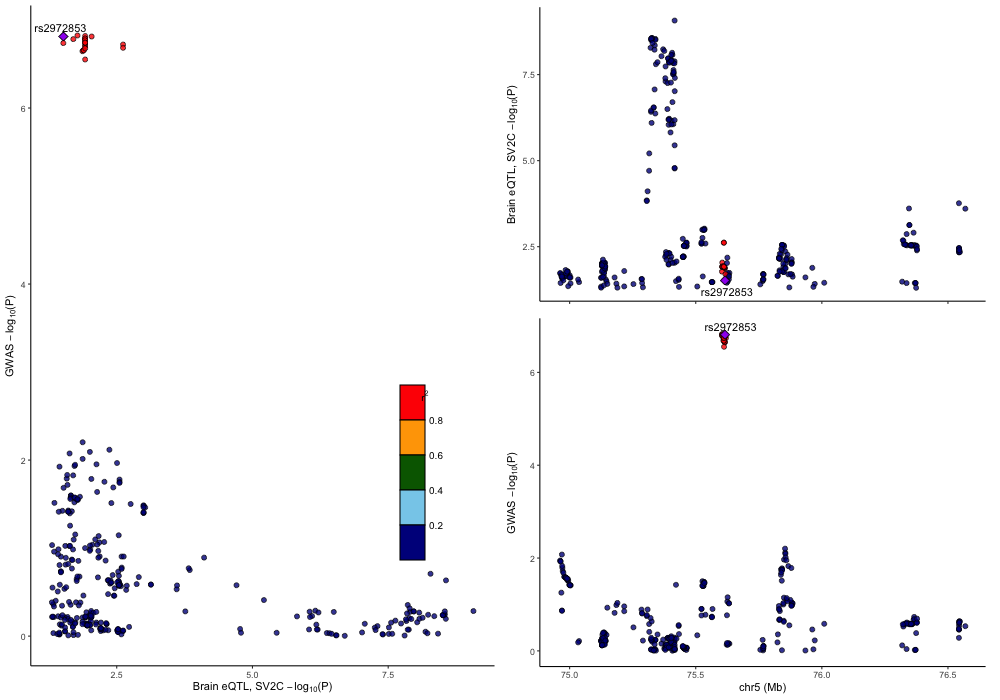 rs2972853
6
4
2
0
GWAS −log10(P)
2.5
5.0
7.5
Brain eQTL, SV2C −log10(P)
r2
0.8
0.6
0.4
0.2
7.5
5.0
2.5
Brain eQTL, SV2C −log10(P)
rs2972853
rs2972853
6
4
2
0
GWAS −log10(P)
75.0
75.5
76.0
76.5
chr5 (Mb)